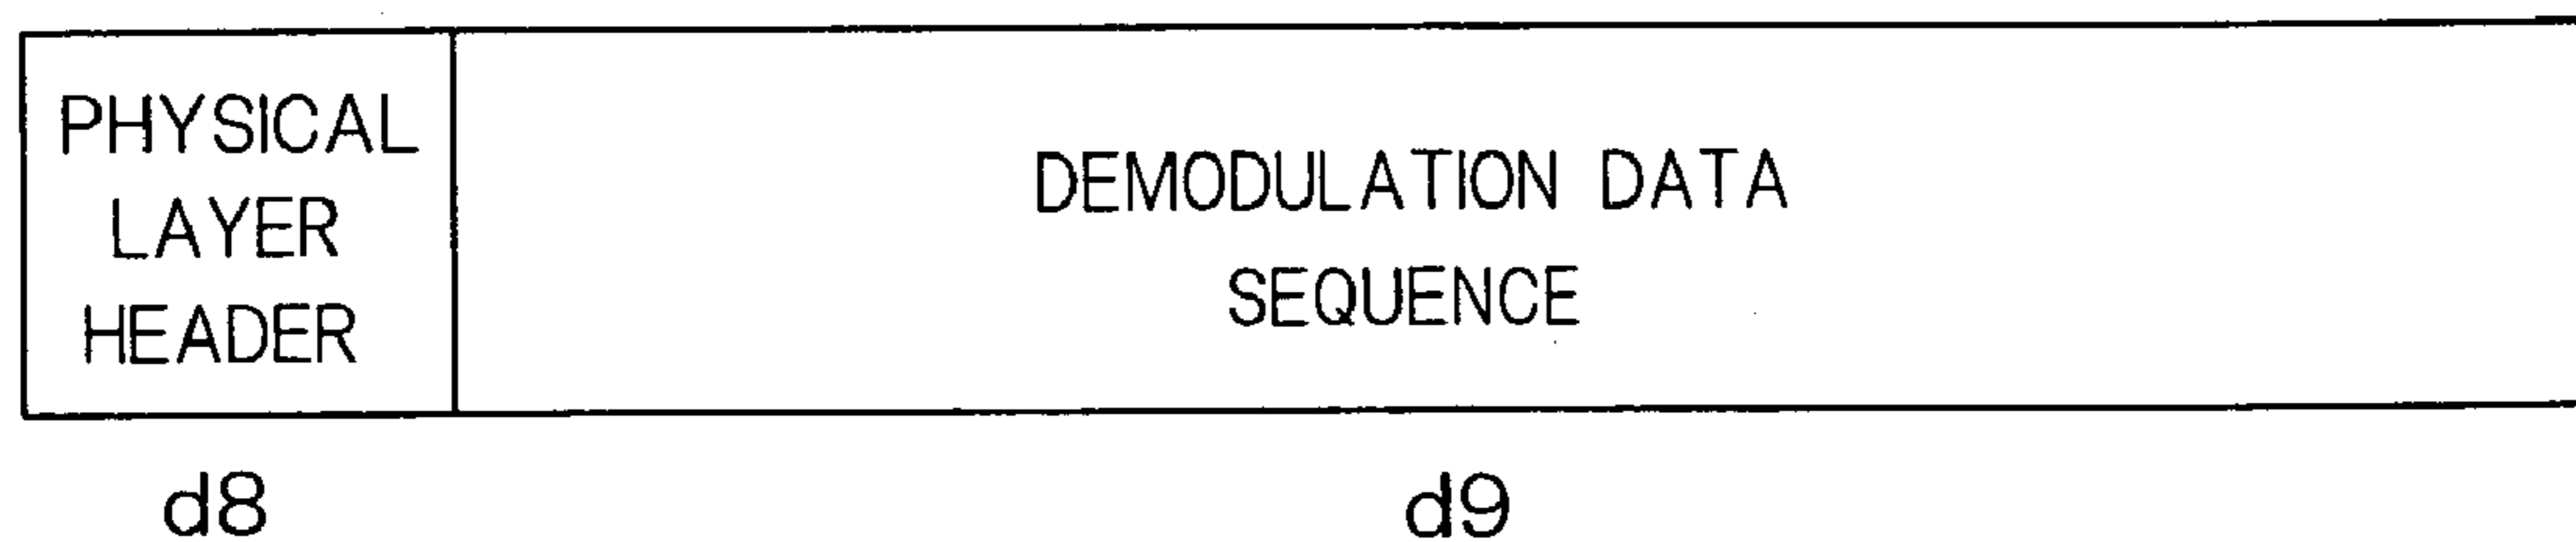 PHYSICAL
LAYER
HEADER
DEMODULATION DATA
SEQUENCE
d8
d9